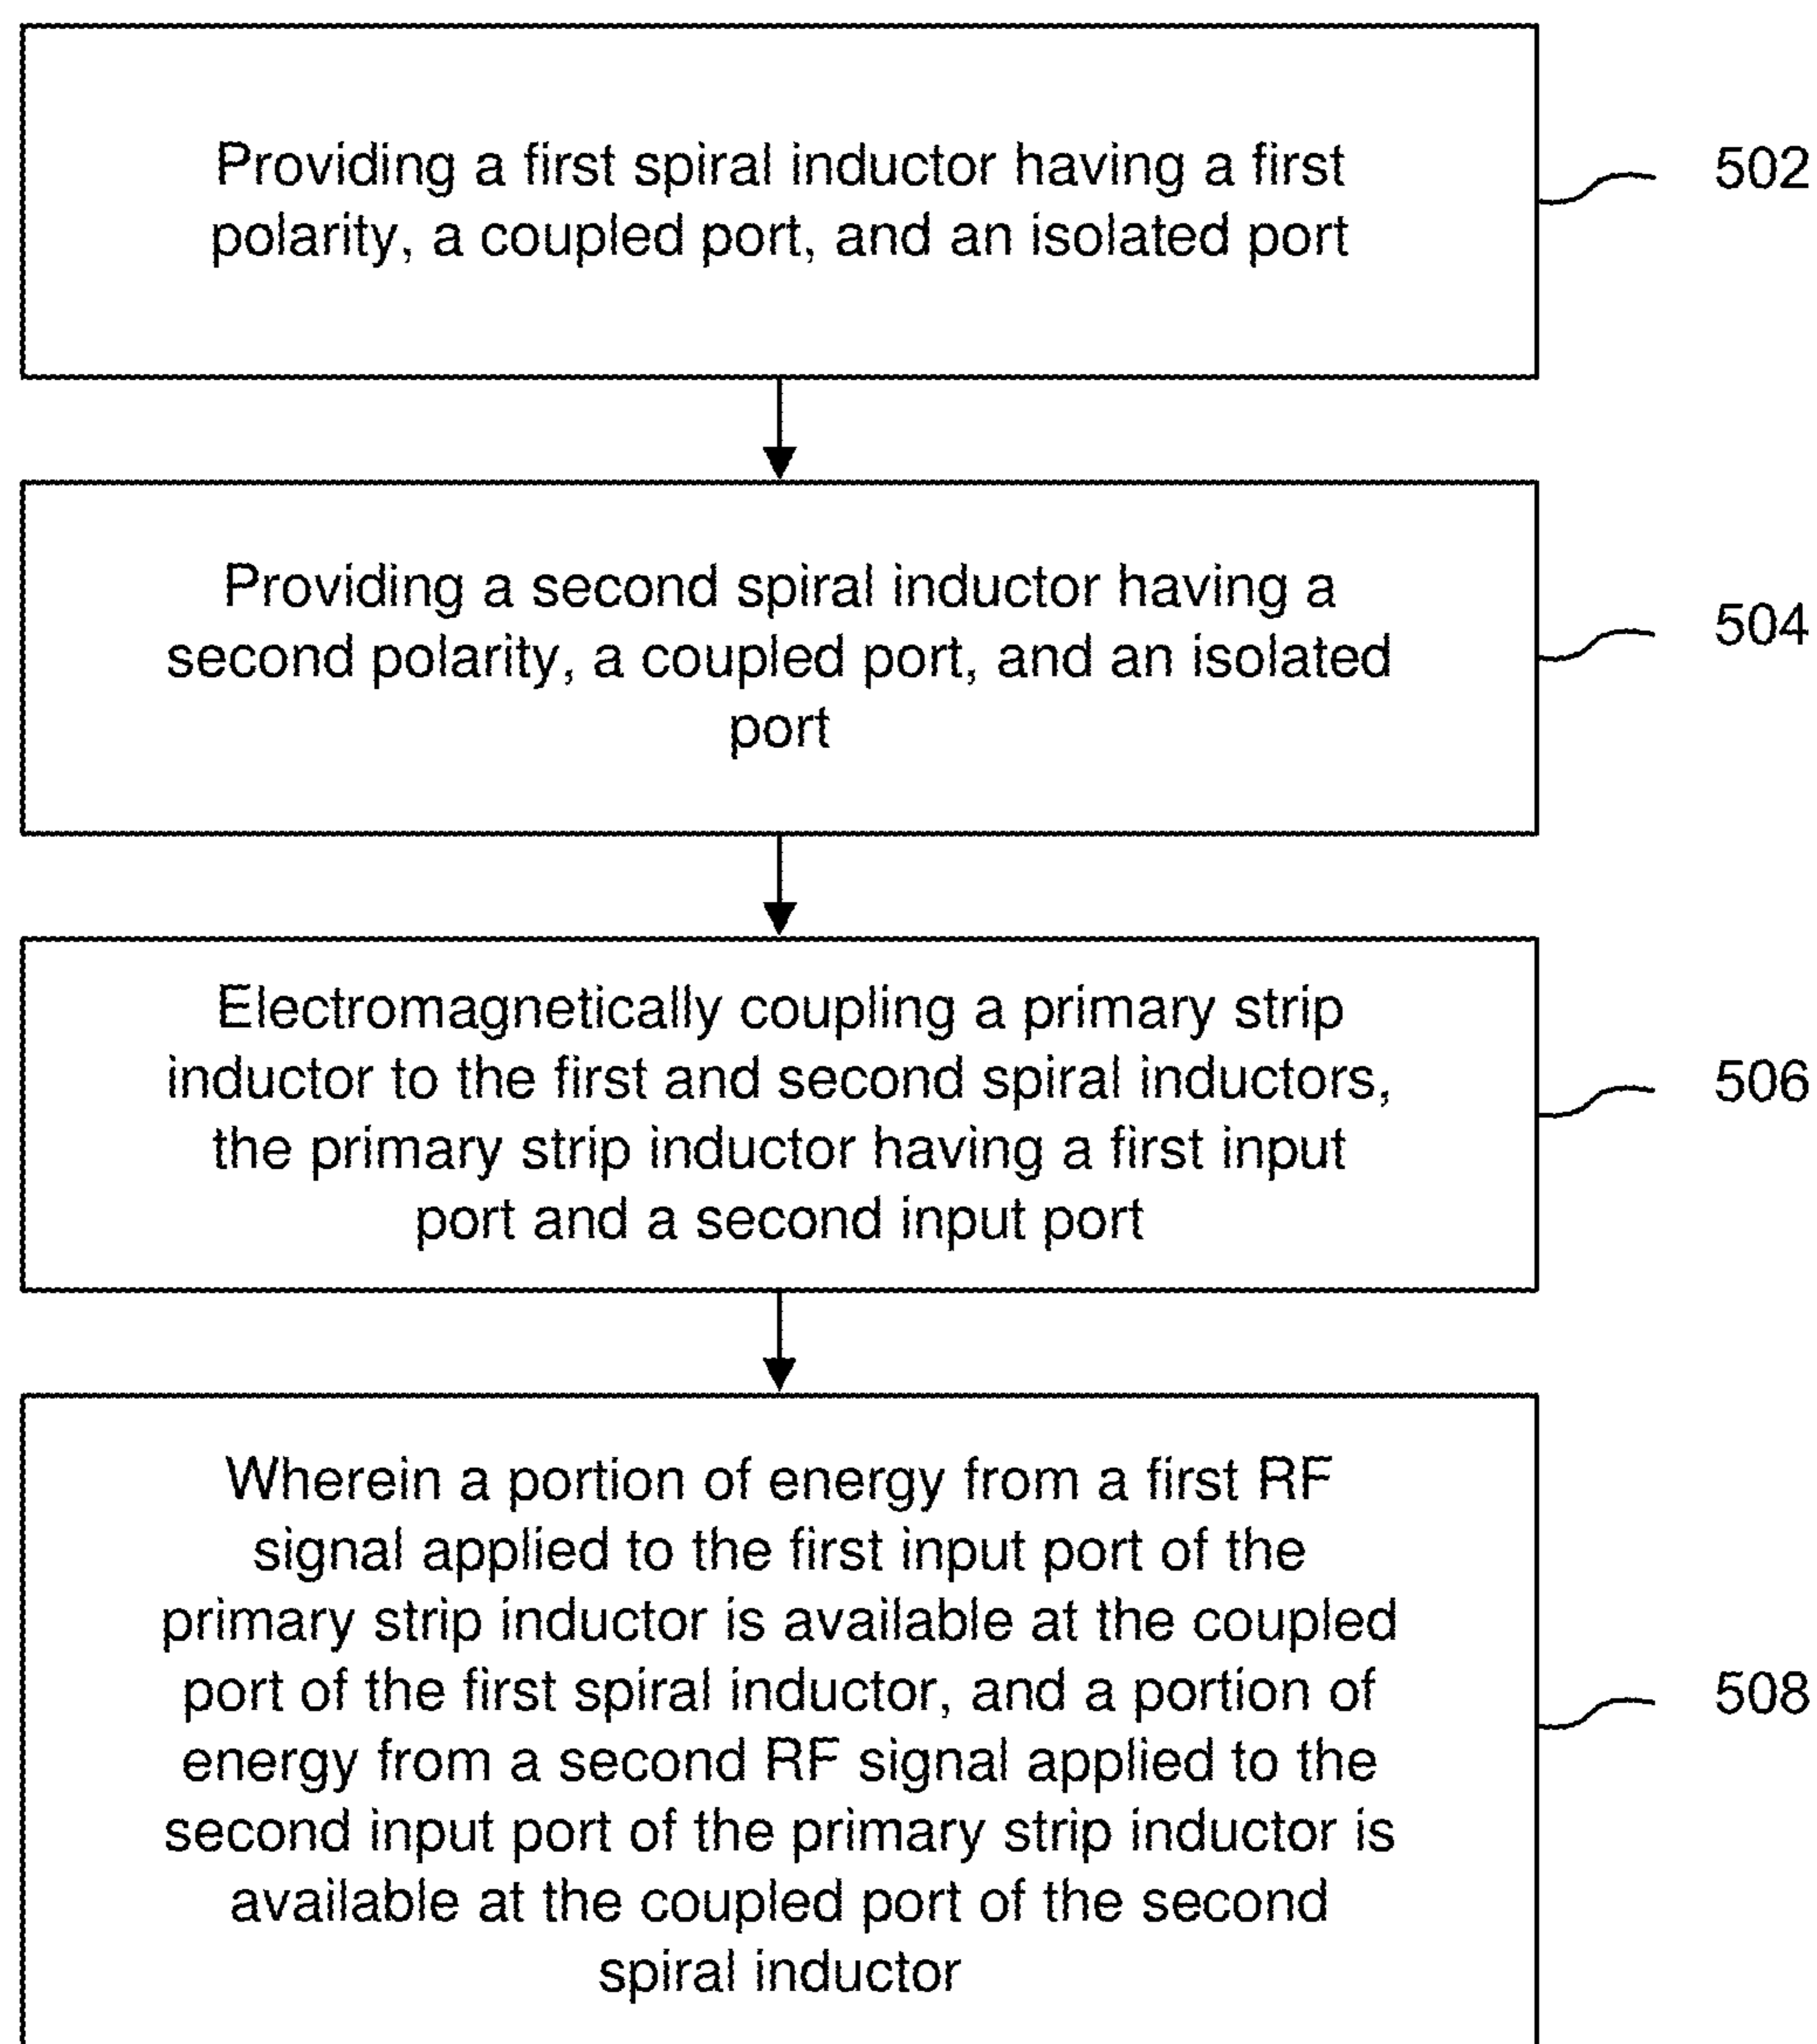 Providing a first spiral inductor having a first
polarity, a coupled port, and an isolated port
502
Providing a second spiral inductor having a
second polarity, a coupled port, and an isolated
port
504
Electromagnetically coupling a primary strip
inductor to the first and second spiral inductors,
the primary strip inductor having a first input
port and a second input port
506
Wherein a portion of energy from a first RF
signal applied to the first input port of the
primary strip inductor is available at the coupled
port of the first spiral inductor, and a portion of
energy from a second RF signal applied to the
second input port of the primary strip inductor is
available at the coupled port of the second
spiral inductor
508